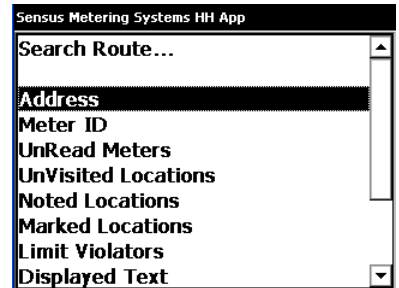 Sensus Metering Systems HH App
Search Route...
Address
Meter ID
UnRead Meters
UnVisited Locations
Noted Locations
Marked Locations
Limit Violators
Displayed Text